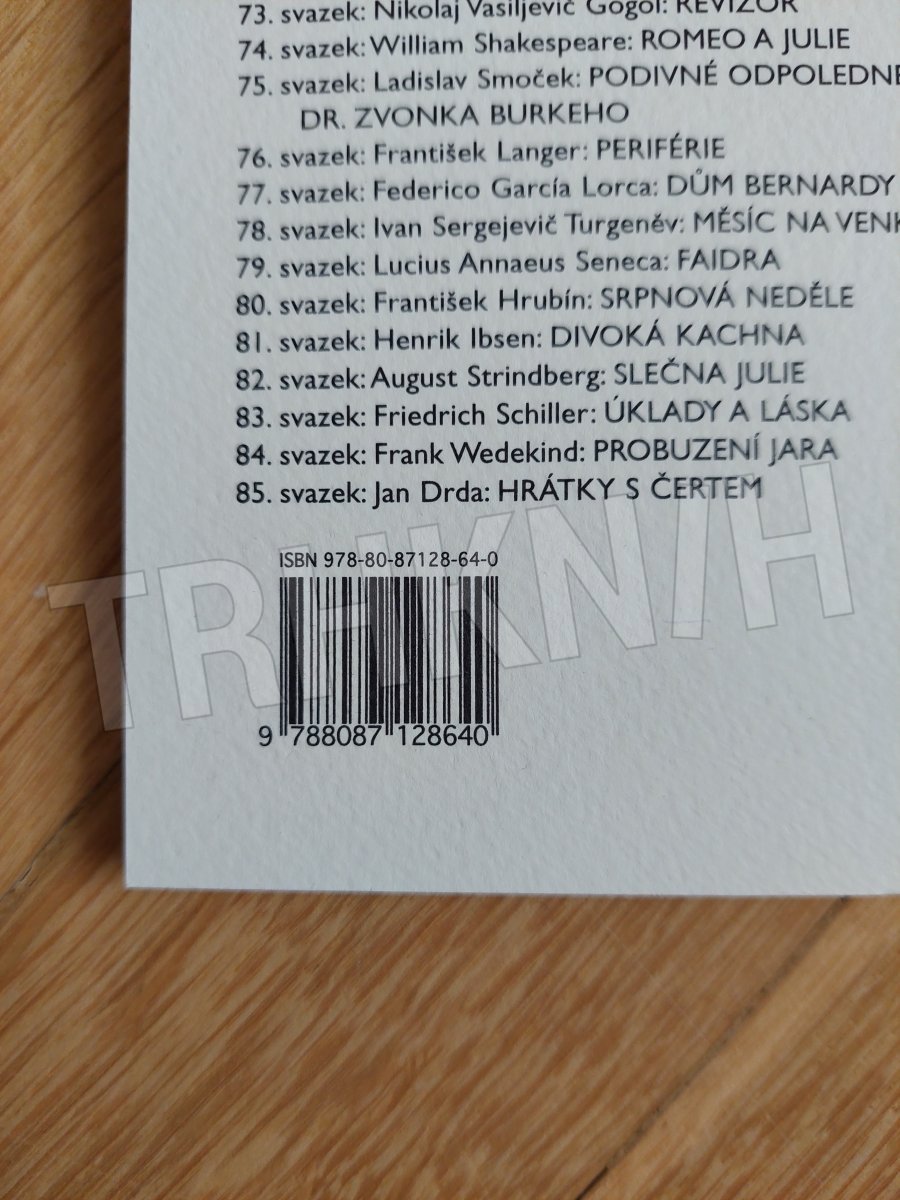 73. svazek: Nikolaj Vasiljevič Gogol: REVIZOR
74. svazek: William Shakespeare: ROMEO A JULIE
75. svazek: Ladislav Smoček: PODIVNÉ ODPOLEDNE
DR. ZVONKA BURKEHO
76. svazek: František Langer: PERIFÉRIE
77. svazek: Federico García Lorca: DŮM BERNARDY
78. svazek: Ivan Sergejevič Turgeněv: MĚSÍC NA
79. svazek: Lucius Annaeus Seneca: FAIDRA
80. svazek: František Hrubín: SRPNOVÁ NEDĚLE
81. svazek: Henrik Ibsen: DIVOKÁ KACHNA
82. svazek: August Strindberg: SLEČNA JULIE
83. svazek: Friedrich Schiller: ÚKLADY A LÁSKA
84. svazek: Frank Wedekind: PROBUZENÍ JARA
85. svazek: Jan Drda: HRÁTKY S ČERTEM
TRHKNIH
ISBN 978-80-87128-64-0
9 788087 128640